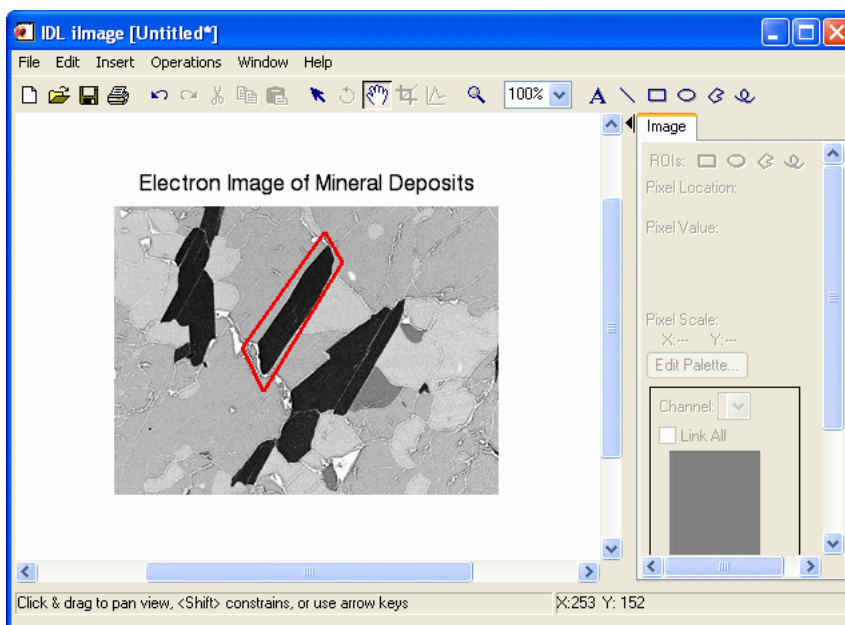 IDL iImage [Untitled*]
File Edit Insert Operations Window Help
100%
A
Image
ROIs:
Pixel Location:
Electron Image of Mineral Deposits
Pixel Value:
Pixel Scale:
X:--- Y:---
Edit Palette...
Channel:
Link All
Click & drag to pan view, <Shift> constrains, or use arrow keys
X:253 Y: 152